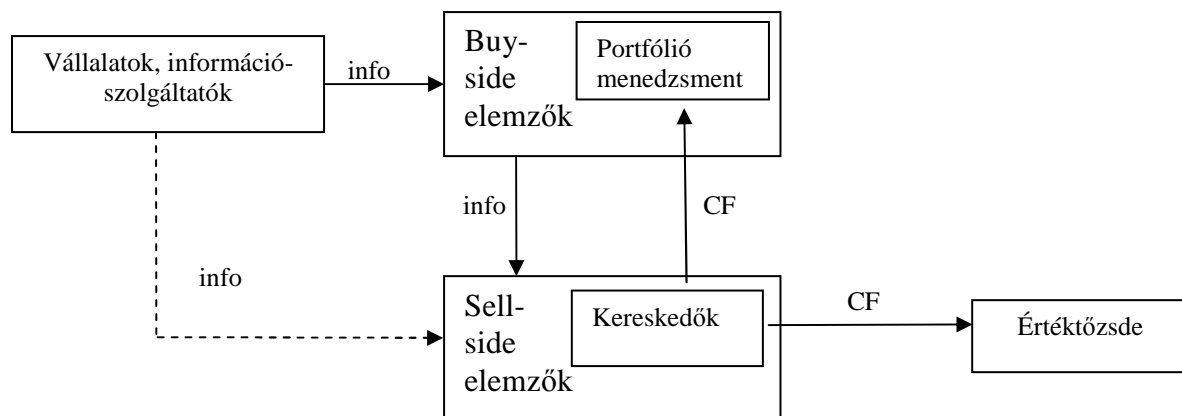 Vállalatok, információ-
szolgáltatók
info
Buy-
side
elemzők
Portfólió
menedzsment
info
CF
info
Sell-
side
elemzők
Kereskedők
CF
Értéktőzsde